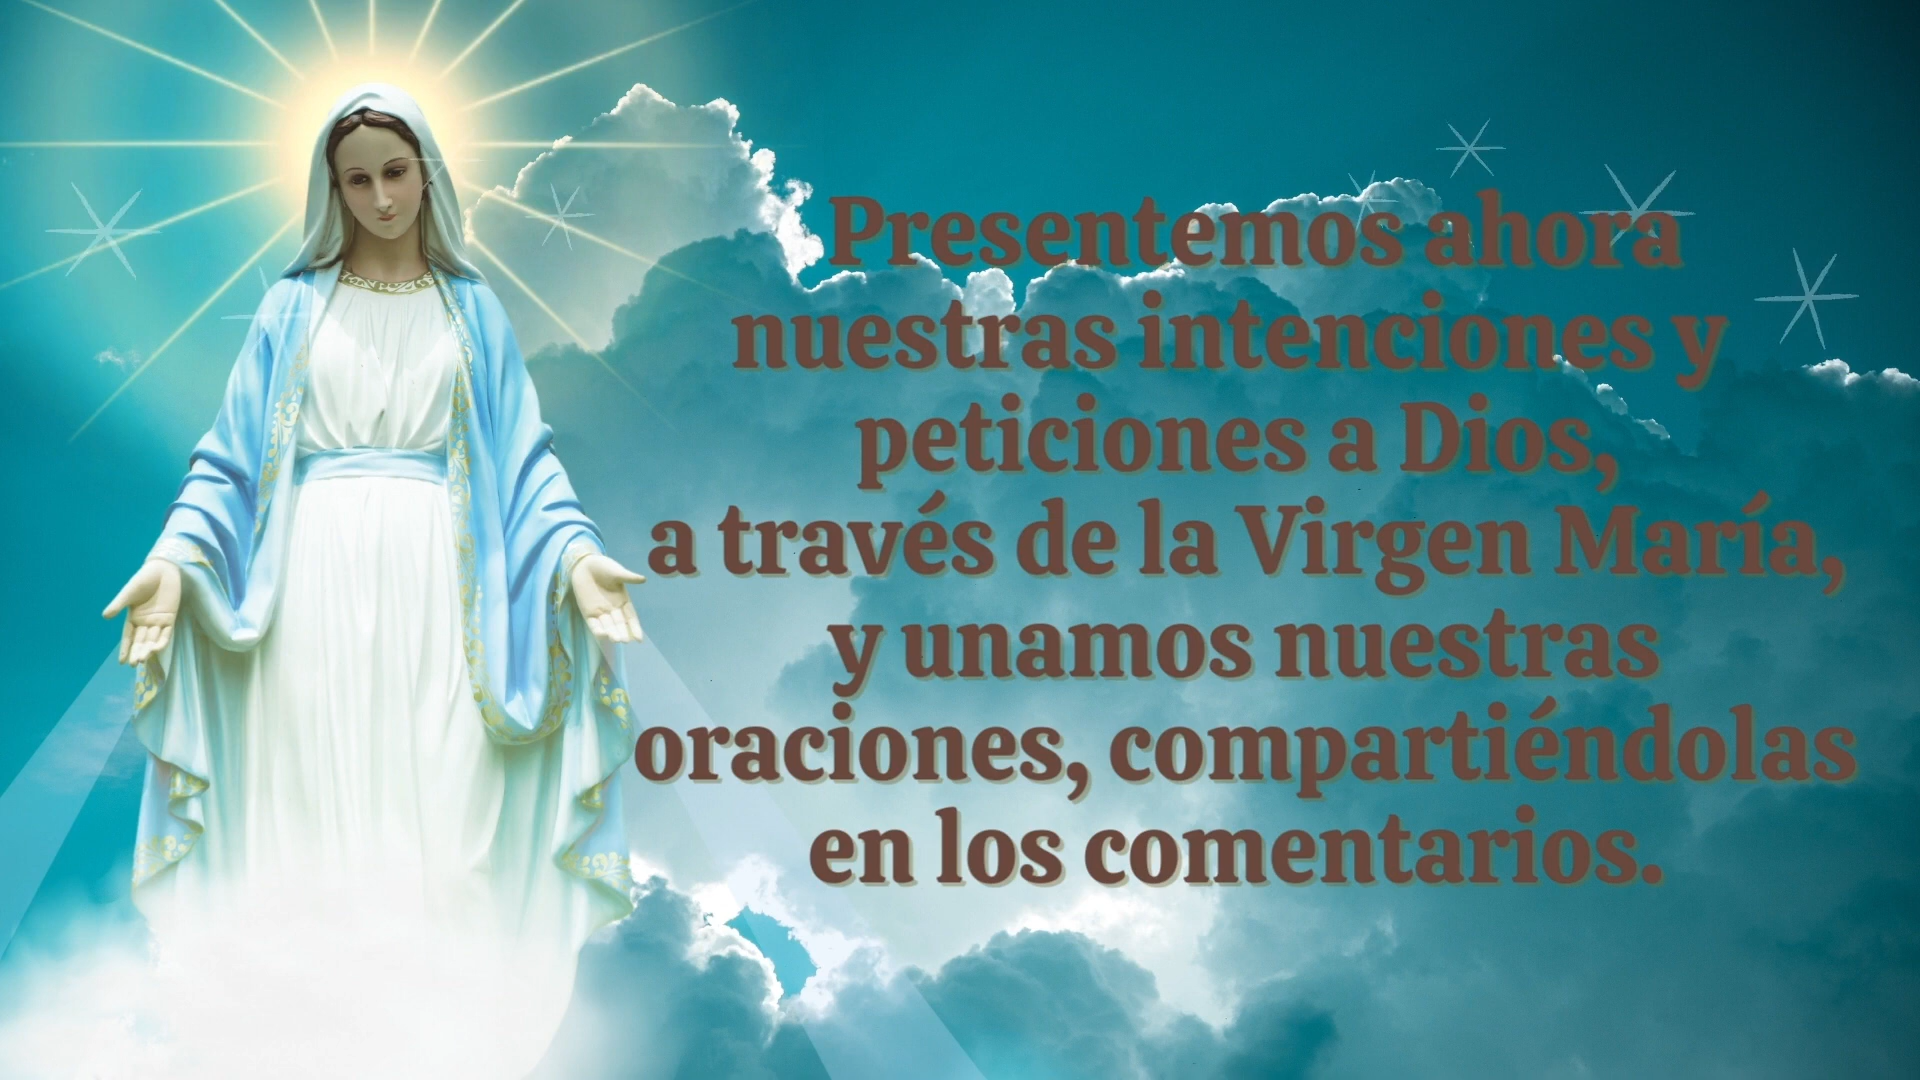 Presentemos ahora
nuestras intenciones y
peticiones a Dios,
a través de la Virgen María,
y unamos nuestras
oraciones, compartiéndolas
en los comentarios.